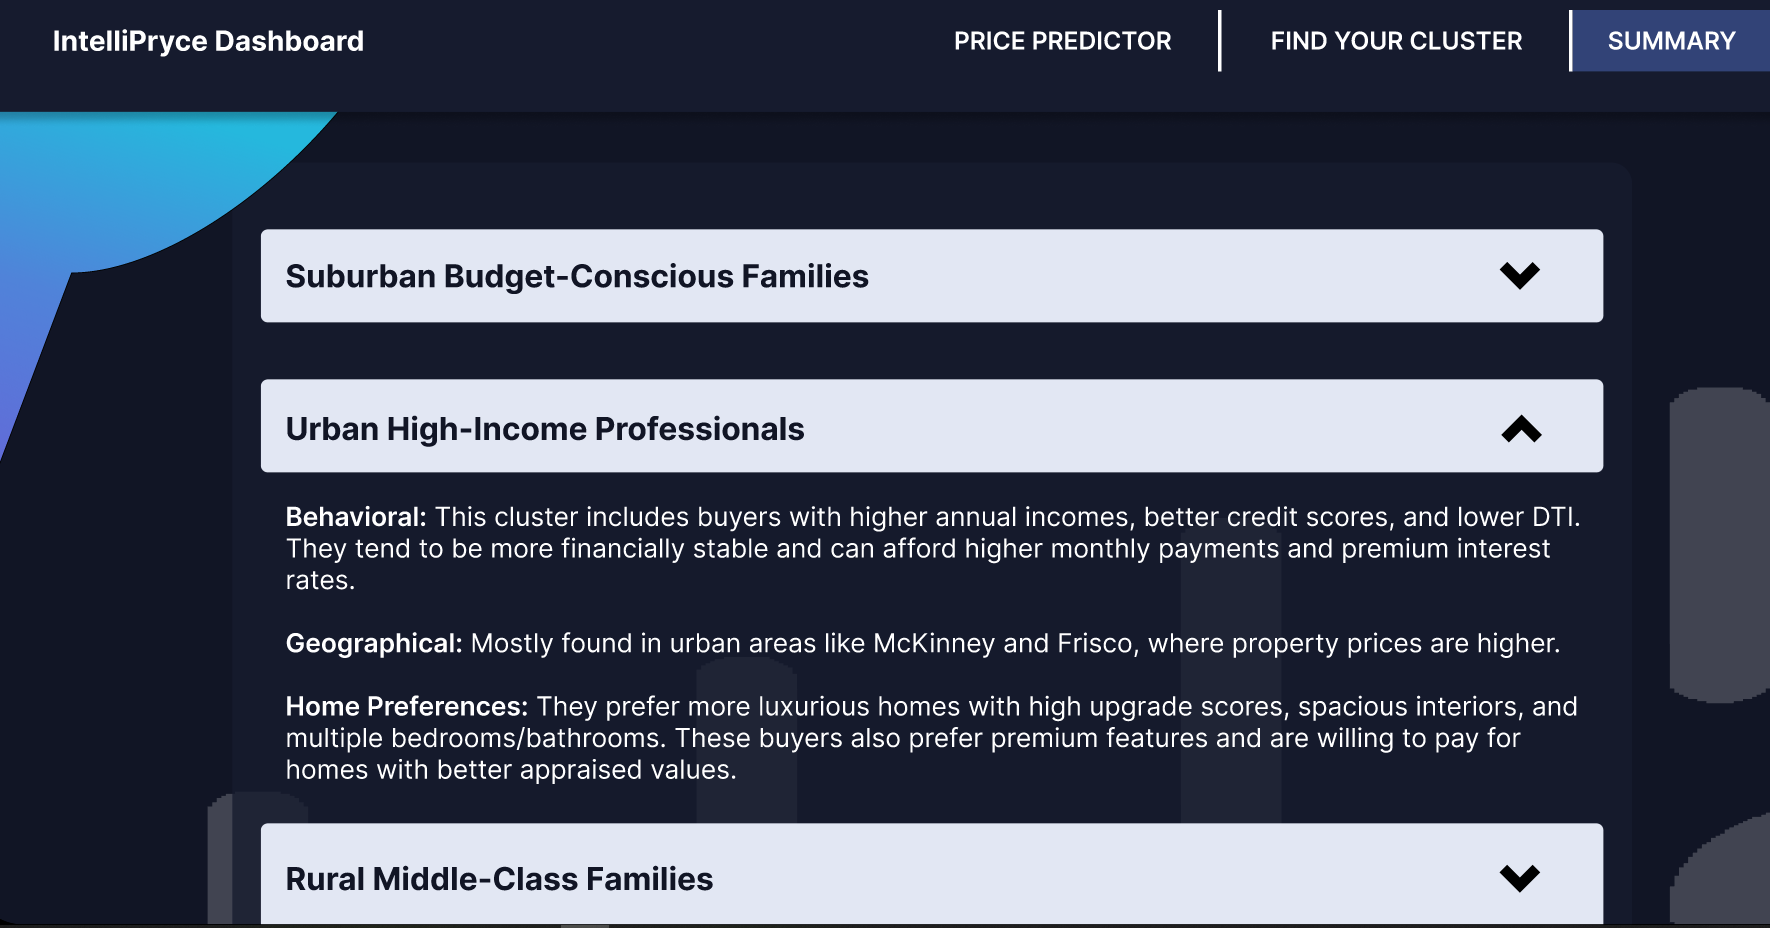 IntelliPryce Dashboard
PRICE PREDICTOR
FIND YOUR CLUSTER
SUMMARY
Suburban Budget-Conscious Families
Urban High-Income Professionals
Behavioral: This cluster includes buyers with higher annual incomes, better credit scores, and lower DTI.
They tend to be more financially stable and can afford higher monthly payments and premium interest
rates.
Geographical: Mostly found in urban areas like McKinney and Frisco, where property prices are higher.
Home Preferences: They prefer more luxurious homes with high upgrade scores, spacious interiors, and
multiple bedrooms/bathrooms. These buyers also prefer premium features and are willing to pay for
homes with better appraised values.
Rural Middle-Class Families